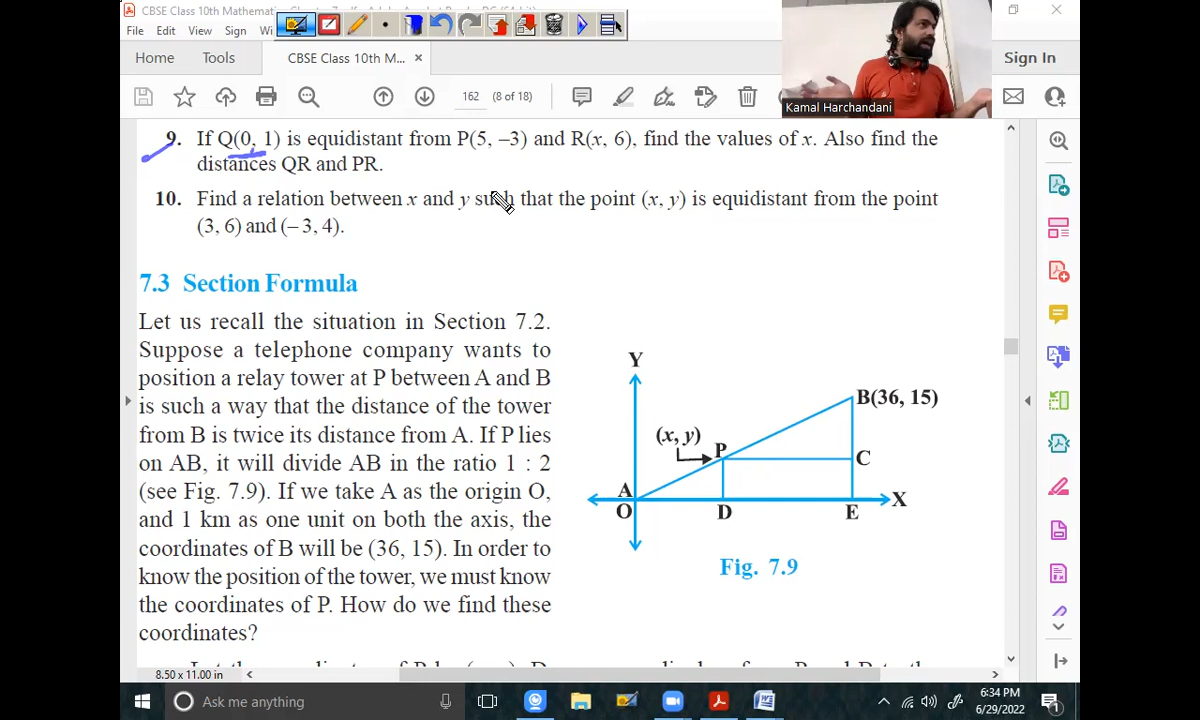 CBSE Class 10th Mathema
File
Edit
View
Sign
Wi
Home
Tools
CBSE Class 10th M...
×
Sign In
162
(8 of 18)
Kamal Harchandani
9. If Q(0, 1) is equidistant from P(5, –3) and R(x, 6), find the values of x. Also find the
distances QR and PR.
10. Find a relation between x and y such that the point (x, y) is equidistant from the point
(3, 6) and (– 3, 4).
7.3 Section Formula
Let us recall the situation in Section 7.2.
Suppose a telephone company wants to
position a relay tower at P between A and B
is such a way that the distance of the tower
from B is twice its distance from A. If P lies
on AB, it will divide AB in the ratio 1 : 2
(see Fig. 7.9). If we take A as the origin O,
and 1 km as one unit on both the axis, the
coordinates of B will be (36, 15). In order to
know the position of the tower, we must know
the coordinates of P. How do we find these
coordinates?
Y
B(36, 15)
(x, y)
P
C
A
X
O
D
E
Fig. 7.9
8.50 x 11.00 in
Ask me anything
6:34 PM
6/29/2022
1